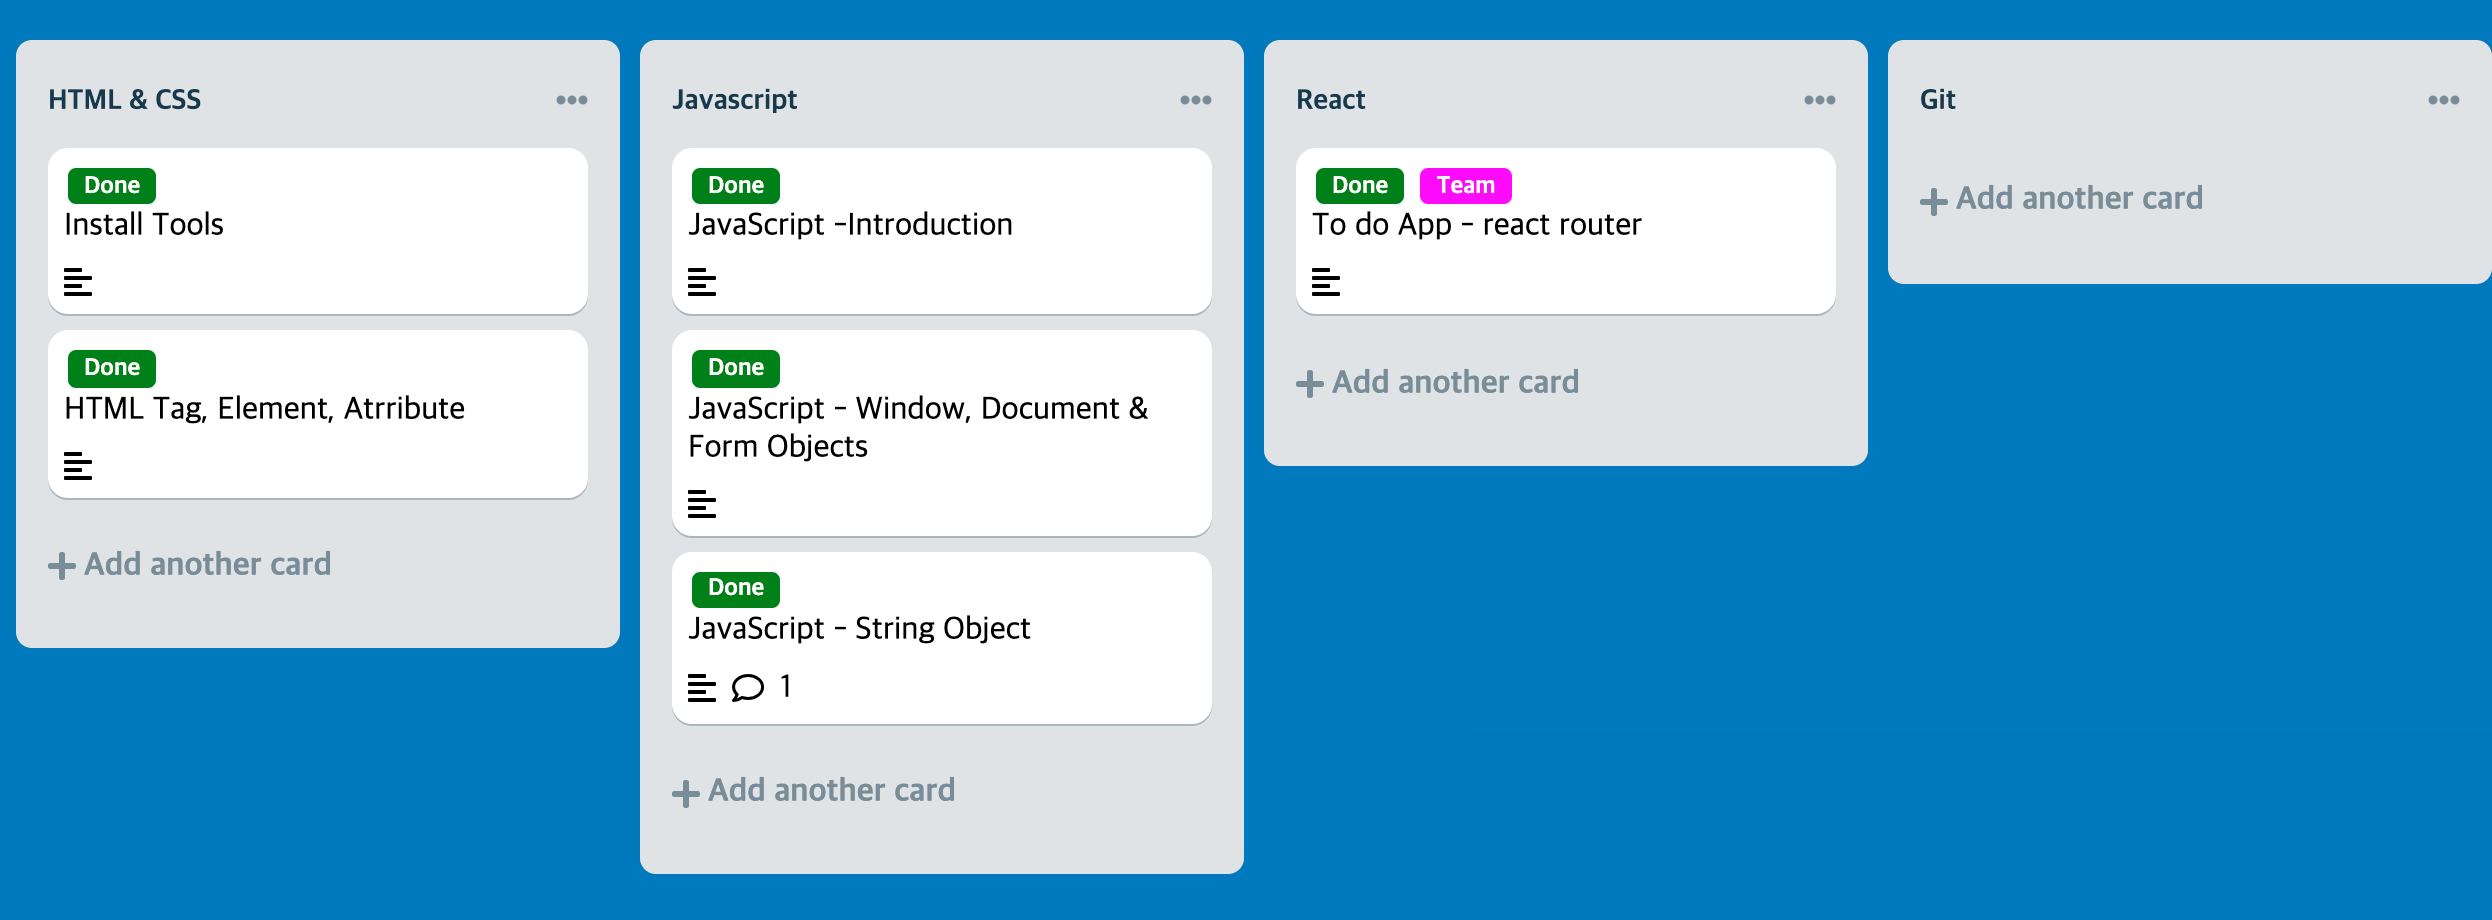 HTML & CSS
Done
Install Tools
Done
HTML Tag, Element, Atrribute
Add another card
Javascript
Done
JavaScript -Introduction
Done
JavaScript - Window, Document &
Form Objects
Done
JavaScript - String Object
1
Add another card
React
Done Team
To do App - react router
Add another card
Git
Add another card